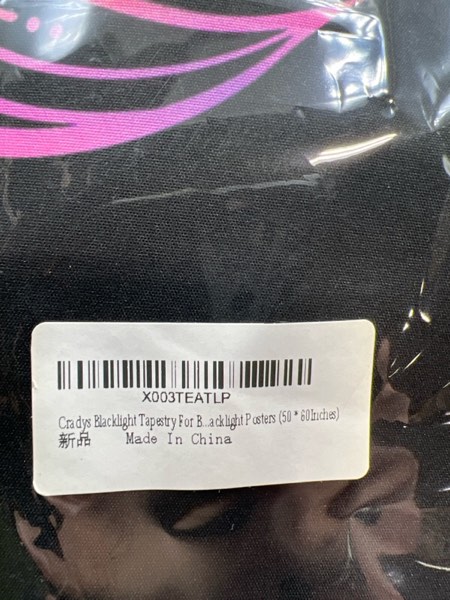 X003TEATLP
Cradys Blacklight Tapestry For B...acklight Posters (50 * 60Inches)
新品 Made In China